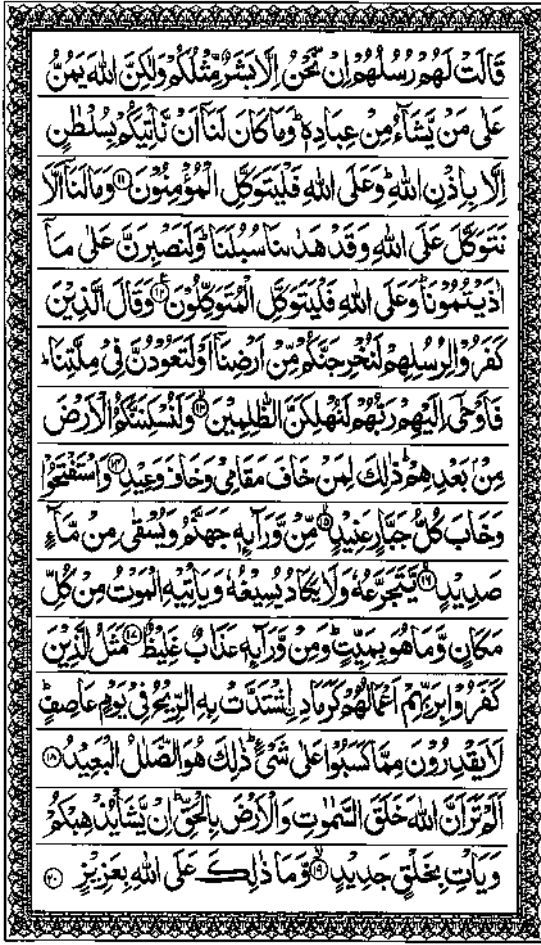 قَالَتْ لَهُمْ رُسُلُهُمْ اِنْ نَّحْنُ اِلَّا بَشَرٌ مِّثْلُكُمْ وَلٰكِنَّ اللّٰهَ يَمُنُّ
عَلٰى مَنْ يَّشَآءُ مِنْ عِبَادِهٖ ؕ وَمَا كَانَ لَنَاۤ اَنْ نَّاْتِيَكُمْ بِسُلْطٰنٍ
اِلَّا بِاِذْنِ اللّٰهِ ؕ وَعَلَى اللّٰهِ فَلْيَتَوَكَّلِ الْمُؤْمِنُوْنَ ۱۱ وَمَا لَنَاۤ اَلَّا
نَتَوَكَّلَ عَلَى اللّٰهِ وَقَدْ هَدٰىنَا سُبُلَنَا ؕ وَلَنَصْبِرَنَّ عَلٰى مَاۤ
اٰذَيْتُمُوْنَا ؕ وَعَلَى اللّٰهِ فَلْيَتَوَكَّلِ الْمُتَوَكِّلُوْنَ ۱۲ وَقَالَ الَّذِيْنَ
كَفَرُوْا لِرُسُلِهِمْ لَنُخْرِجَنَّكُمْ مِّنْ اَرْضِنَاۤ اَوْ لَتَعُوْدُنَّ فِيْ مِلَّتِنَا ؕ
فَاَوْحٰۤى اِلَيْهِمْ رَبُّهُمْ لَنُهْلِكَنَّ الظّٰلِمِيْنَ ۱۳ وَلَنُسْكِنَنَّكُمُ الْاَرْضَ
مِنْۢ بَعْدِهِمْ ؕ ذٰلِكَ لِمَنْ خَافَ مَقَامِيْ وَخَافَ وَعِيْدِ ۱۴ وَاسْتَفْتَحُوْا
وَخَابَ كُلُّ جَبَّارٍ عَنِيْدٍ ۱۵ مِّنْ وَّرَآئِهٖ جَهَنَّمُ وَيُسْقٰى مِنْ مَّآءٍ
صَدِيْدٍ ۱۶ يَّتَجَرَّعُهٗ وَلَا يَكَادُ يُسِيْغُهٗ وَيَاْتِيْهِ الْمَوْتُ مِنْ كُلِّ
مَكَانٍ وَّمَا هُوَ بِمَيِّتٍ ؕ وَمِنْ وَّرَآئِهٖ عَذَابٌ غَلِيْظٌ ۱۷ مَثَلُ الَّذِيْنَ
كَفَرُوْا بِرَبِّهِمْ اَعْمَالُهُمْ كَرَمَادِ ِۨاشْتَدَّتْ بِهِ الرِّيْحُ فِيْ يَوْمٍ عَاصِفٍ ؕ
لَا يَقْدِرُوْنَ مِمَّا كَسَبُوْا عَلٰى شَيْءٍ ؕ ذٰلِكَ هُوَ الضَّلٰلُ الْبَعِيْدُ ۱۸
اَلَمْ تَرَ اَنَّ اللّٰهَ خَلَقَ السَّمٰوٰتِ وَالْاَرْضَ بِالْحَقِّ ؕ اِنْ يَّشَاْ يُذْهِبْكُمْ
وَيَاْتِ بِخَلْقٍ جَدِيْدٍ ۱۹ وَّمَا ذٰلِكَ عَلَى اللّٰهِ بِعَزِيْزٍ ۲۰